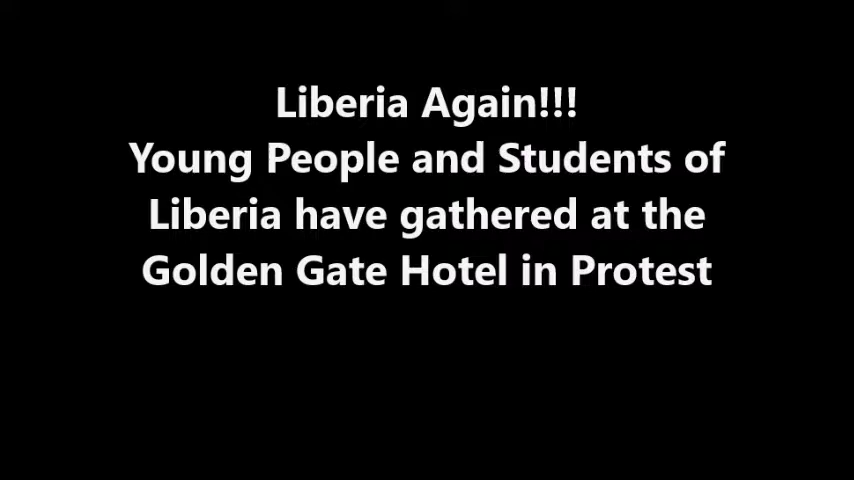 Liberia Again!!!
Young People and Students of
Liberia have gathered at the
Golden Gate Hotel in Protest